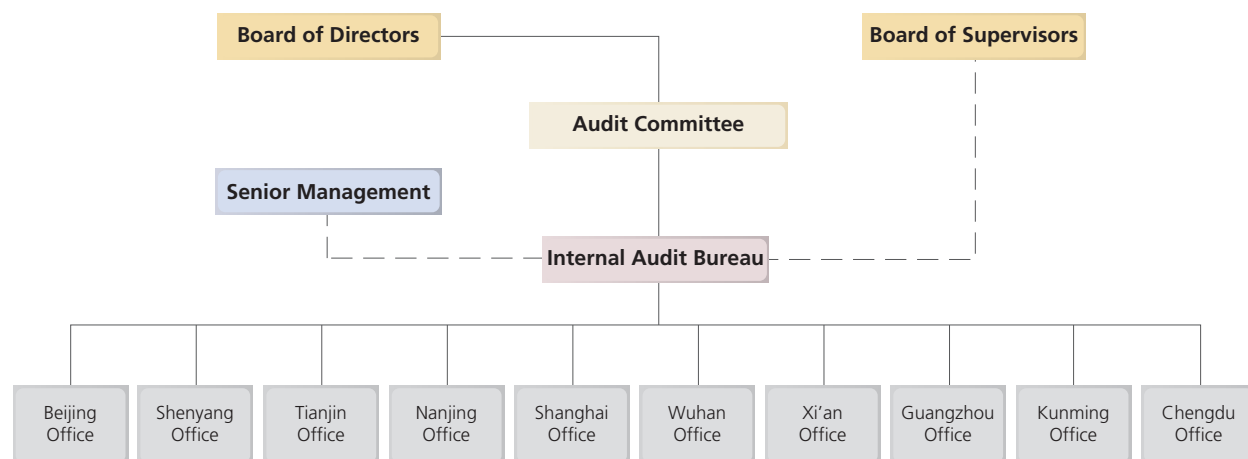 Board of Directors
Board of Supervisors
Audit Committee
Senior Management
Internal Audit Bureau
Beijing
Office
Shenyang
Office
Tianjin
Office
Nanjing
Office
Shanghai
Office
Wuhan
Office
Xi’an
Office
Guangzhou
Office
Kunming
Office
Chengdu
Office